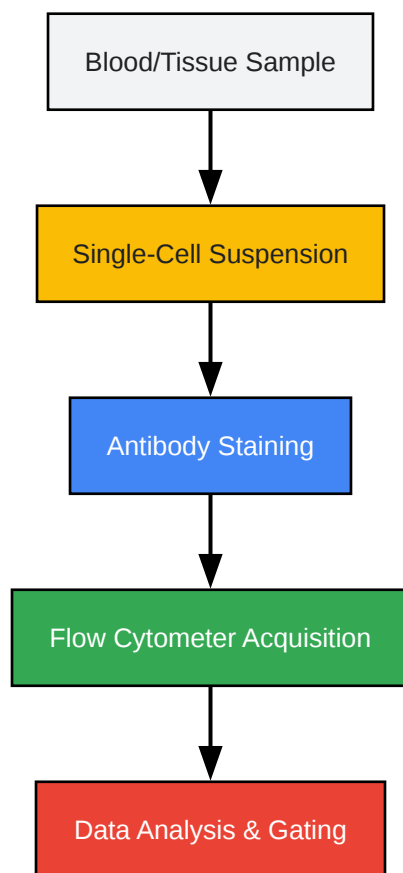 Blood/Tissue Sample
Single-Cell Suspension
Antibody Staining
Flow Cytometer Acquisition
Data Analysis & Gating